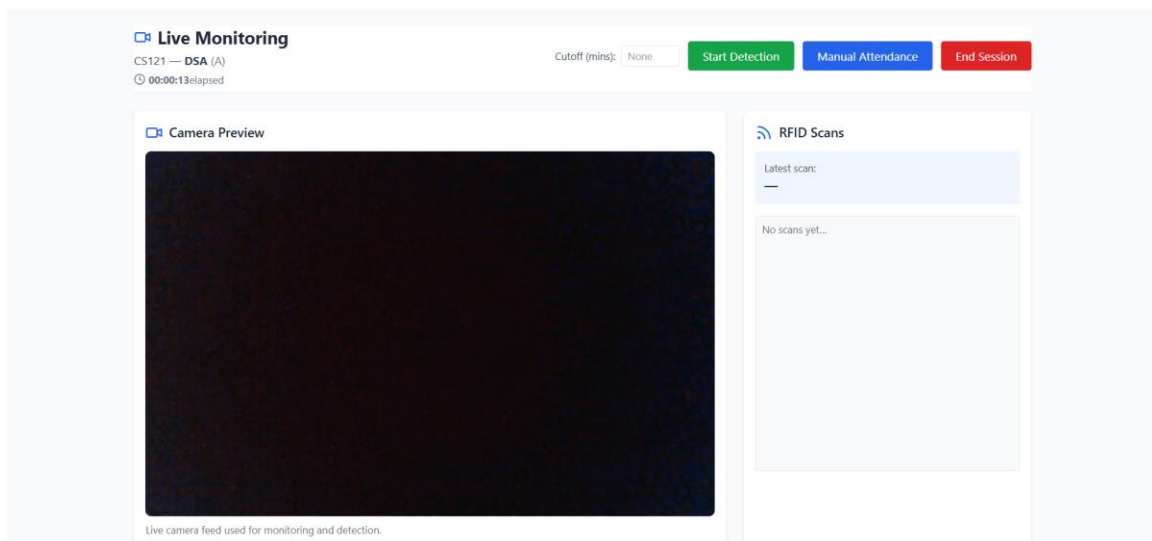 Live Monitoring
CS121 — DSA (A)
00:00:13elapsed
Cutoff (mins): None Start Detection Manual Attendance End Session
Camera Preview
Live camera feed used for monitoring and detection.
RFID Scans
Latest scan:
—
No scans yet...